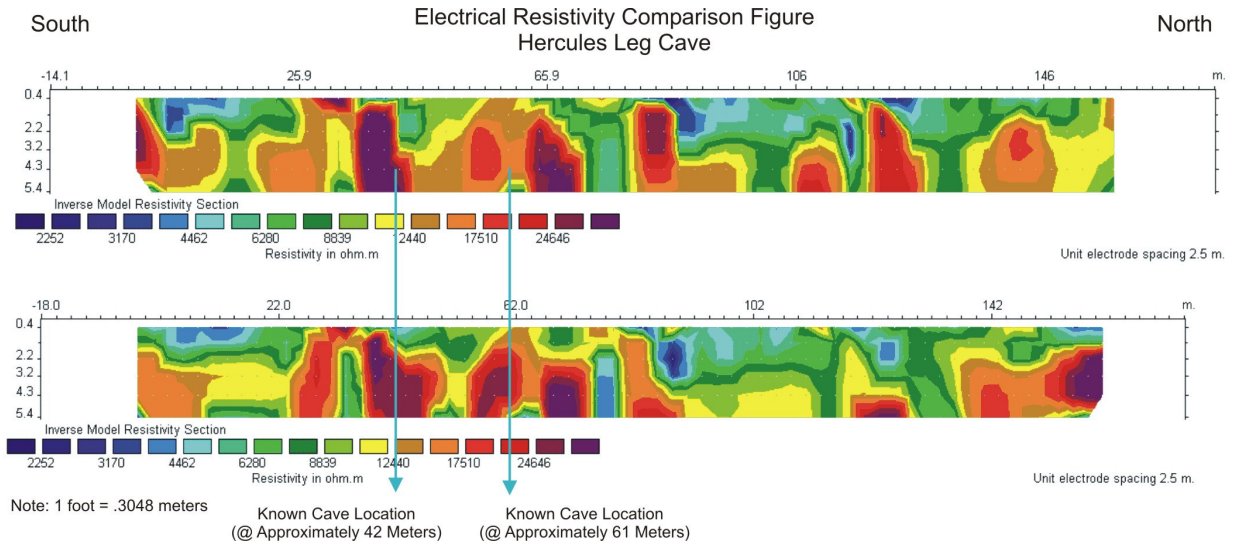 South
Electrical Resistivity Comparison Figure
Hercules Leg Cave
North
-14.1 25.9 65.9 106 146 m.
0.4
2.2
3.2
4.3
5.4
Inverse Model Resistivity Section
2252 3170 4462 6280 8839 12440 17510 24646
Resistivity in ohm.m
Unit electrode spacing 2.5 m.
-18.0 22.0 62.0 102 142 m.
0.4
2.2
3.2
4.3
5.4
Inverse Model Resistivity Section
2252 3170 4462 6280 8839 12440 17510 24646
Resistivity in ohm.m
Unit electrode spacing 2.5 m.
Note: 1 foot = .3048 meters
Known Cave Location
(@ Approximately 42 Meters)
Known Cave Location
(@ Approximately 61 Meters)